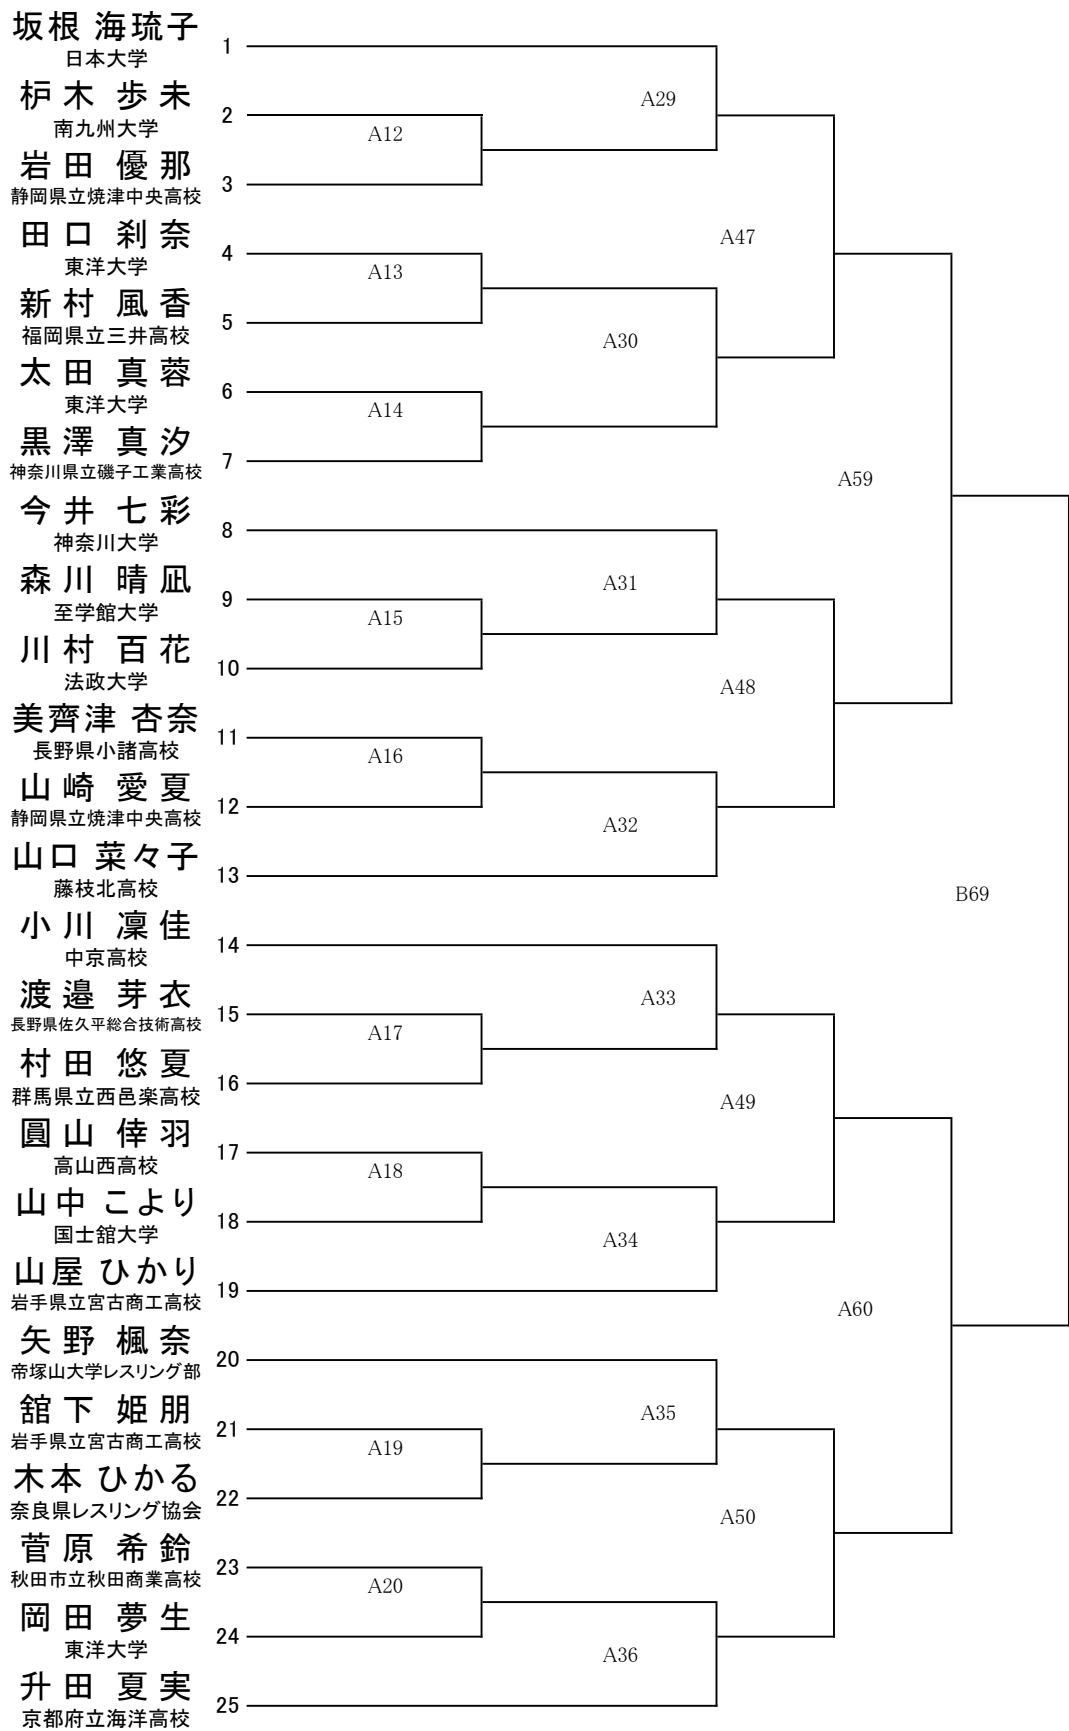 坂根 海琉子
日本大学
1
枦木 歩未
南九州大学
2
岩田 優那
静岡県立焼津中央高校
3
田口 刹奈
東洋大学
4
新村 風香
福岡県立三井高校
5
太田 真蓉
東洋大学
6
黒澤 真汐
神奈川県立磯子工業高校
7
今井 七彩
神奈川大学
8
森川 晴凪
至学館大学
9
川村 百花
法政大学
10
美齊津 杏奈
長野県小諸高校
11
山崎 愛夏
静岡県立焼津中央高校
12
山口 菜々子
藤枝北高校
13
小川 凜佳
中京高校
14
渡邉 芽衣
長野県佐久平総合技術高校
15
村田 悠夏
群馬県立西邑楽高校
16
圓山 倖羽
高山西高校
17
山中 こより
国士舘大学
18
山屋 ひかり
岩手県立宮古商工高校
19
矢野 楓奈
帝塚山大学レスリング部
20
舘下 姫朋
岩手県立宮古商工高校
21
木本 ひかる
奈良県レスリング協会
22
菅原 希鈴
秋田市立秋田商業高校
23
岡田 夢生
東洋大学
24
升田 夏実
京都府立海洋高校
25
A12
A13
A14
A15
A16
A17
A18
A19
A20
A29
A30
A31
A32
A33
A34
A35
A36
A47
A48
A49
A50
A59
A60
B69